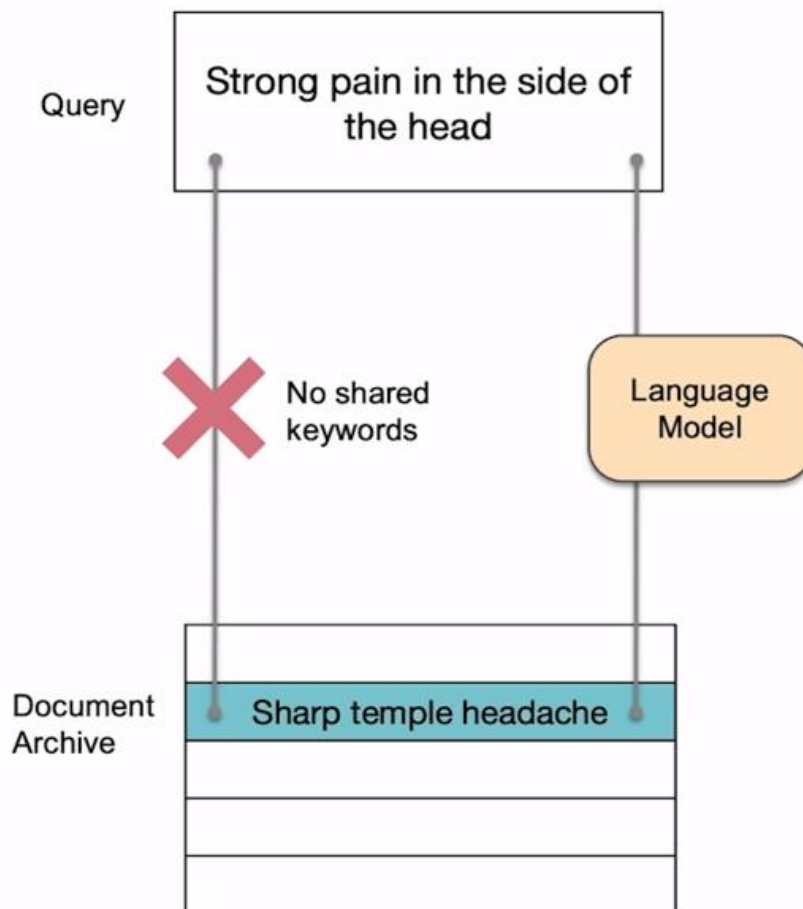 Query
Strong pain in the side of
the head
No shared
keywords
Language
Model
Document
Archive
Sharp temple headache